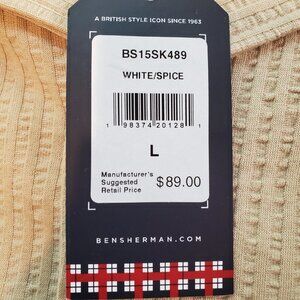 A BRITISH STYLE ICON SINCE 1963
BS15SK489
WHITE/SPICE
1 98374 20128 1
L
Manufacturer's
Suggested
Retail Price $89.00
BENSHERMAN.COM